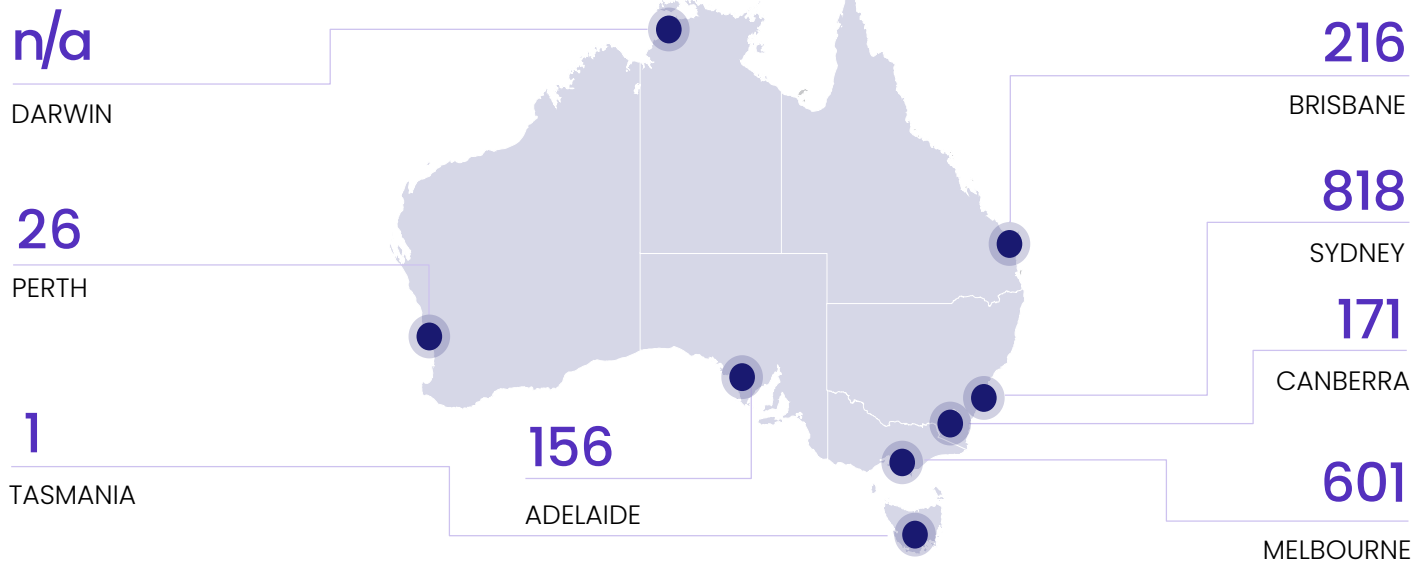 n/a
DARWIN
26
PERTH
1
TASMANIA
156
ADELAIDE
216
BRISBANE
818
SYDNEY
171
CANBERRA
601
MELBOURNE